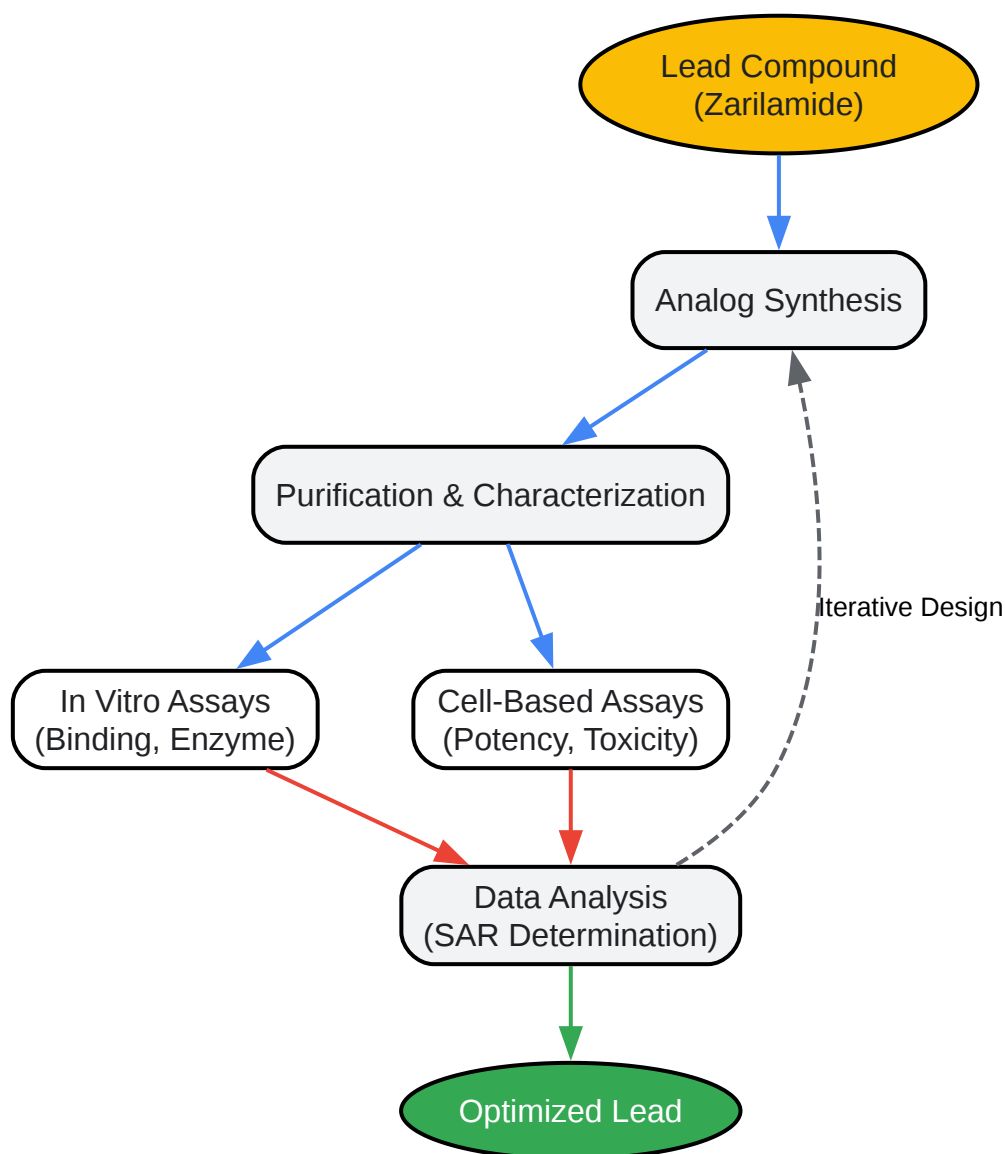 Lead Compound
(Zarilamide)
Analog Synthesis
Purification & Characterization
Iterative Design
In Vitro Assays
(Binding, Enzyme)
Cell-Based Assays
(Potency, Toxicity)
Data Analysis
(SAR Determination)
Optimized Lead